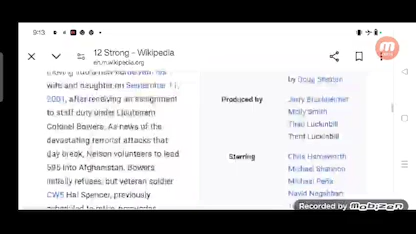 9:13
12 Strong – Wikipedia
en.m.wikipedia.org
wife and daughter on September 11,
2001, after receiving an assignment
to staff duty under Lieutenant
Colonel Bowers. As news of the
devastating terrorist attacks that
day break, Nelson volunteers to lead
595 into Afghanistan. Bowers
initially refuses, but veteran soldier
CW5 Hal Spencer, previously
by Doug Stanton
Produced by
Jerry Bruckheimer
Molly Smith
Thad Luckinbill
Trent Luckinbill
Starring
Chris Hemsworth
Michael Shannon
Michael Peña
David Negahban
Recorded by Mobizen